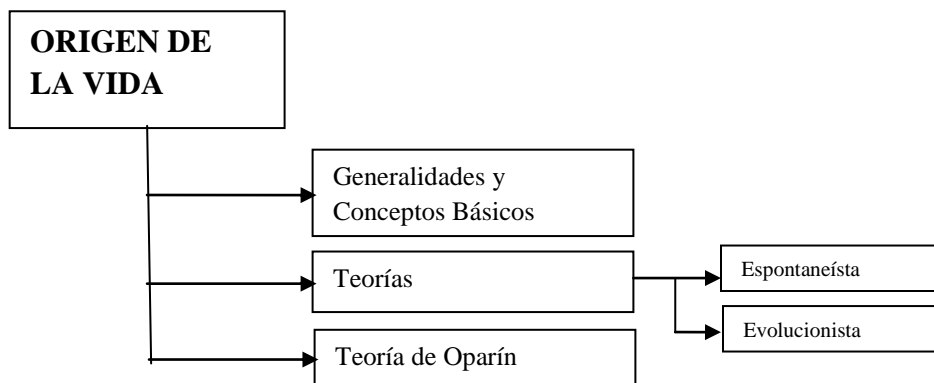 ORIGEN DE
LA VIDA
Generalidades y
Conceptos Básicos
Teorías
Espontaneísta
Evolucionista
Teoría de Oparín